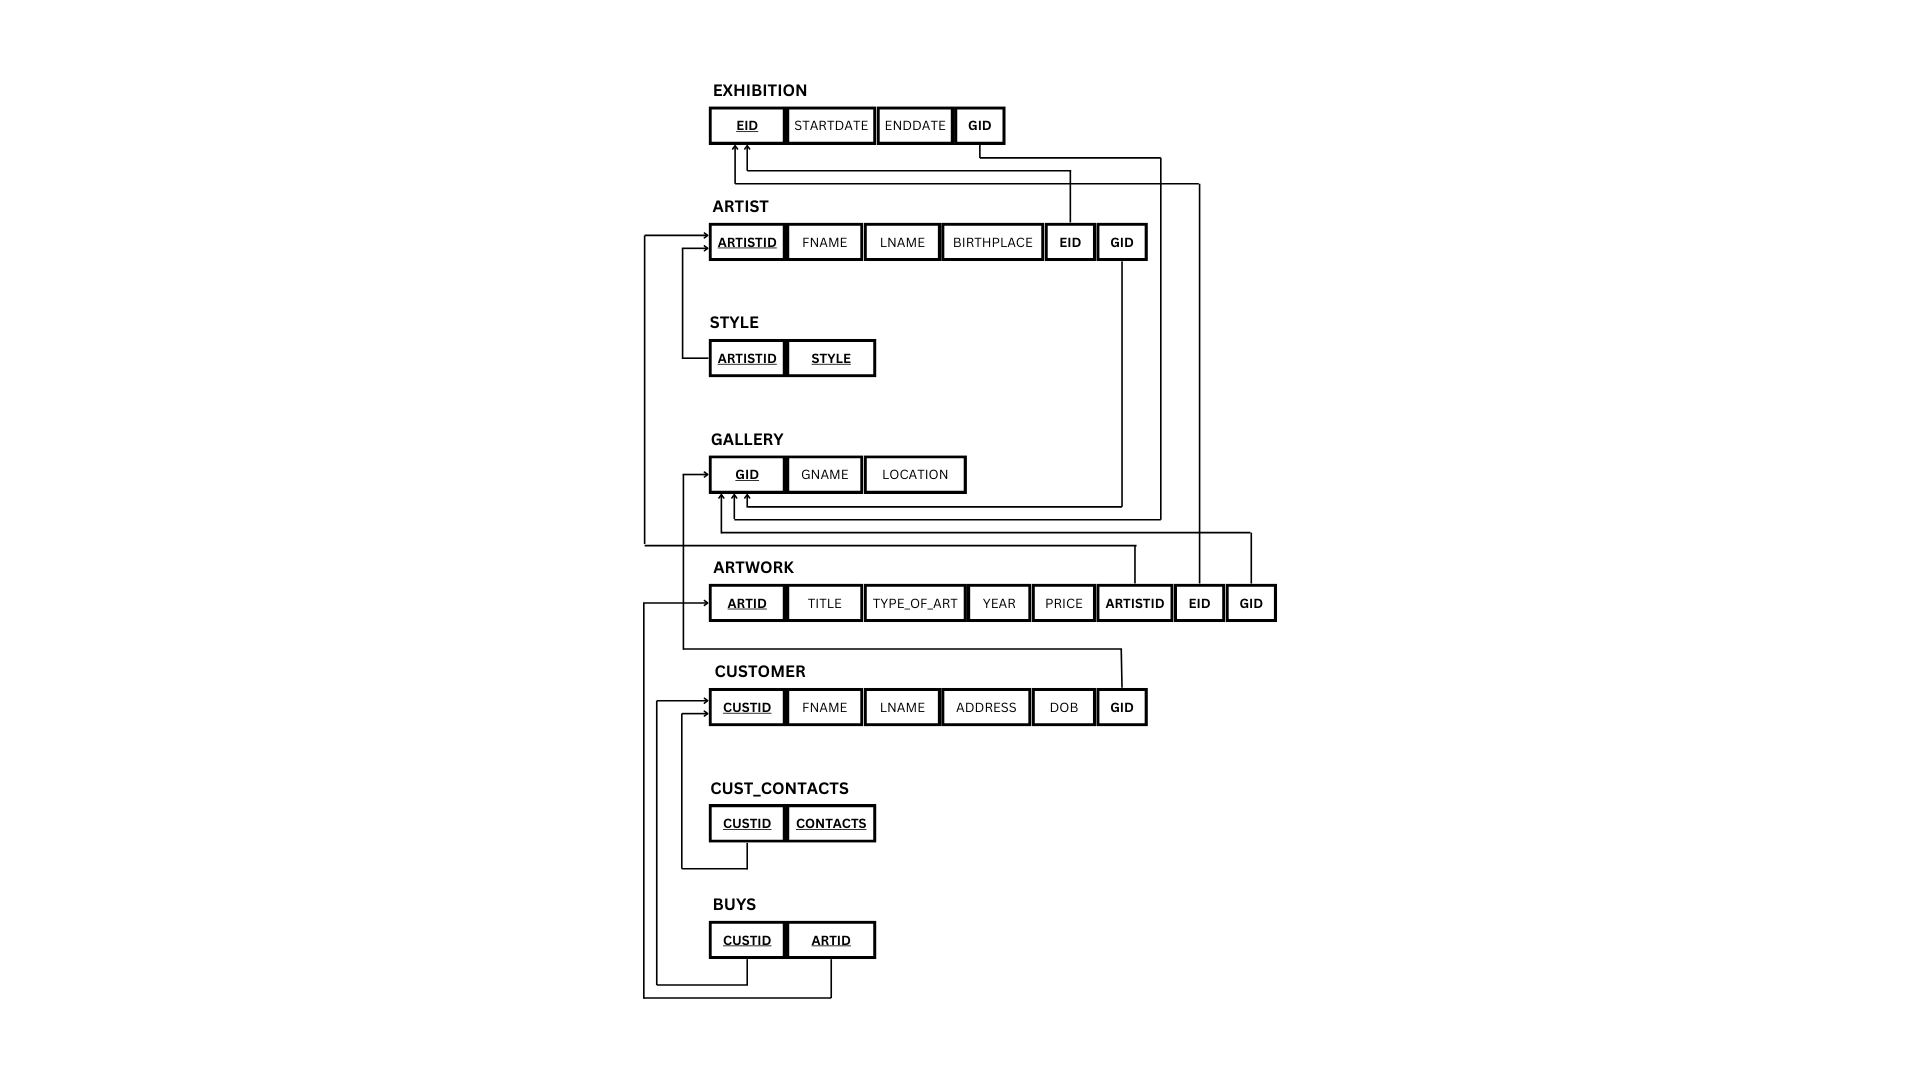 EXHIBITION
EID STARTDATE ENDDATE GID
ARTIST
ARTISTID FNAME LNAME BIRTHPLACE EID GID
STYLE
ARTISTID STYLE
GALLERY
GID GNAME LOCATION
ARTWORK
ARTID TITLE TYPE_OF_ART YEAR PRICE ARTISTID EID GID
CUSTOMER
CUSTID FNAME LNAME ADDRESS DOB GID
CUST_CONTACTS
CUSTID CONTACTS
BUYS
CUSTID ARTID